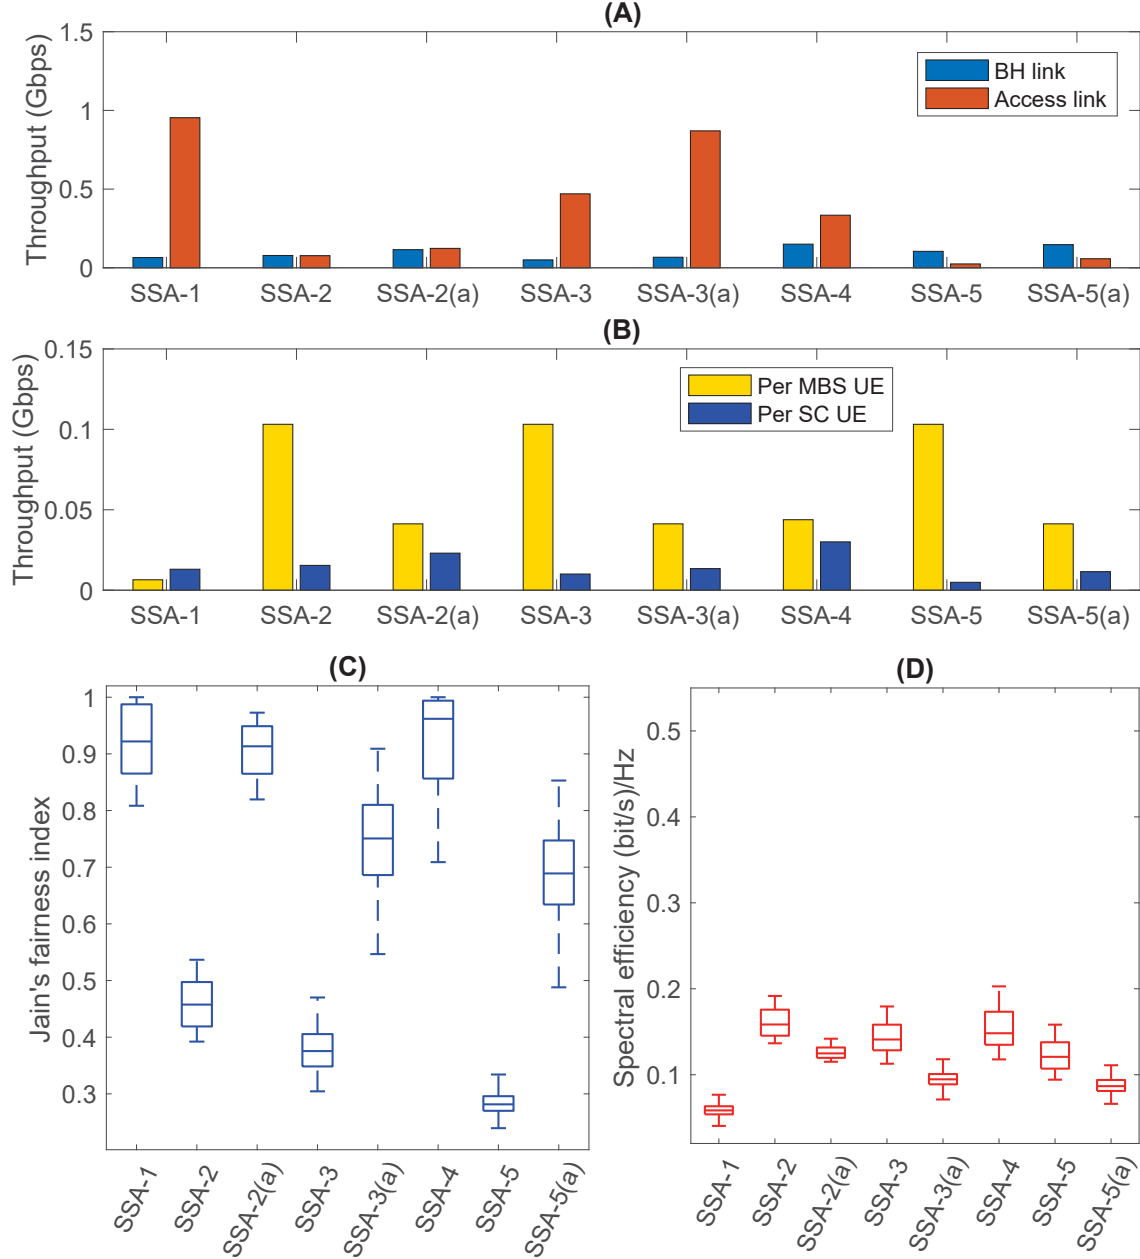 (A)
Throughput (Gbps)
1.5
1
0.5
0
BH link
Access link
SSA-1 SSA-2 SSA-2(a) SSA-3 SSA-3(a) SSA-4 SSA-5 SSA-5(a)
(B)
Throughput (Gbps)
0.15
0.1
0.05
0
Per MBS UE
Per SC UE
SSA-1 SSA-2 SSA-2(a) SSA-3 SSA-3(a) SSA-4 SSA-5 SSA-5(a)
(C)
Jain's fairness index
1
0.9
0.8
0.7
0.6
0.5
0.4
0.3
SSA-1 SSA-2 SSA-2(a) SSA-3 SSA-3(a) SSA-4 SSA-5 SSA-5(a)
(D)
Spectral efficiency (bit/s)/Hz
0.5
0.4
0.3
0.2
0.1
SSA-1 SSA-2 SSA-2(a) SSA-3 SSA-3(a) SSA-4 SSA-5 SSA-5(a)